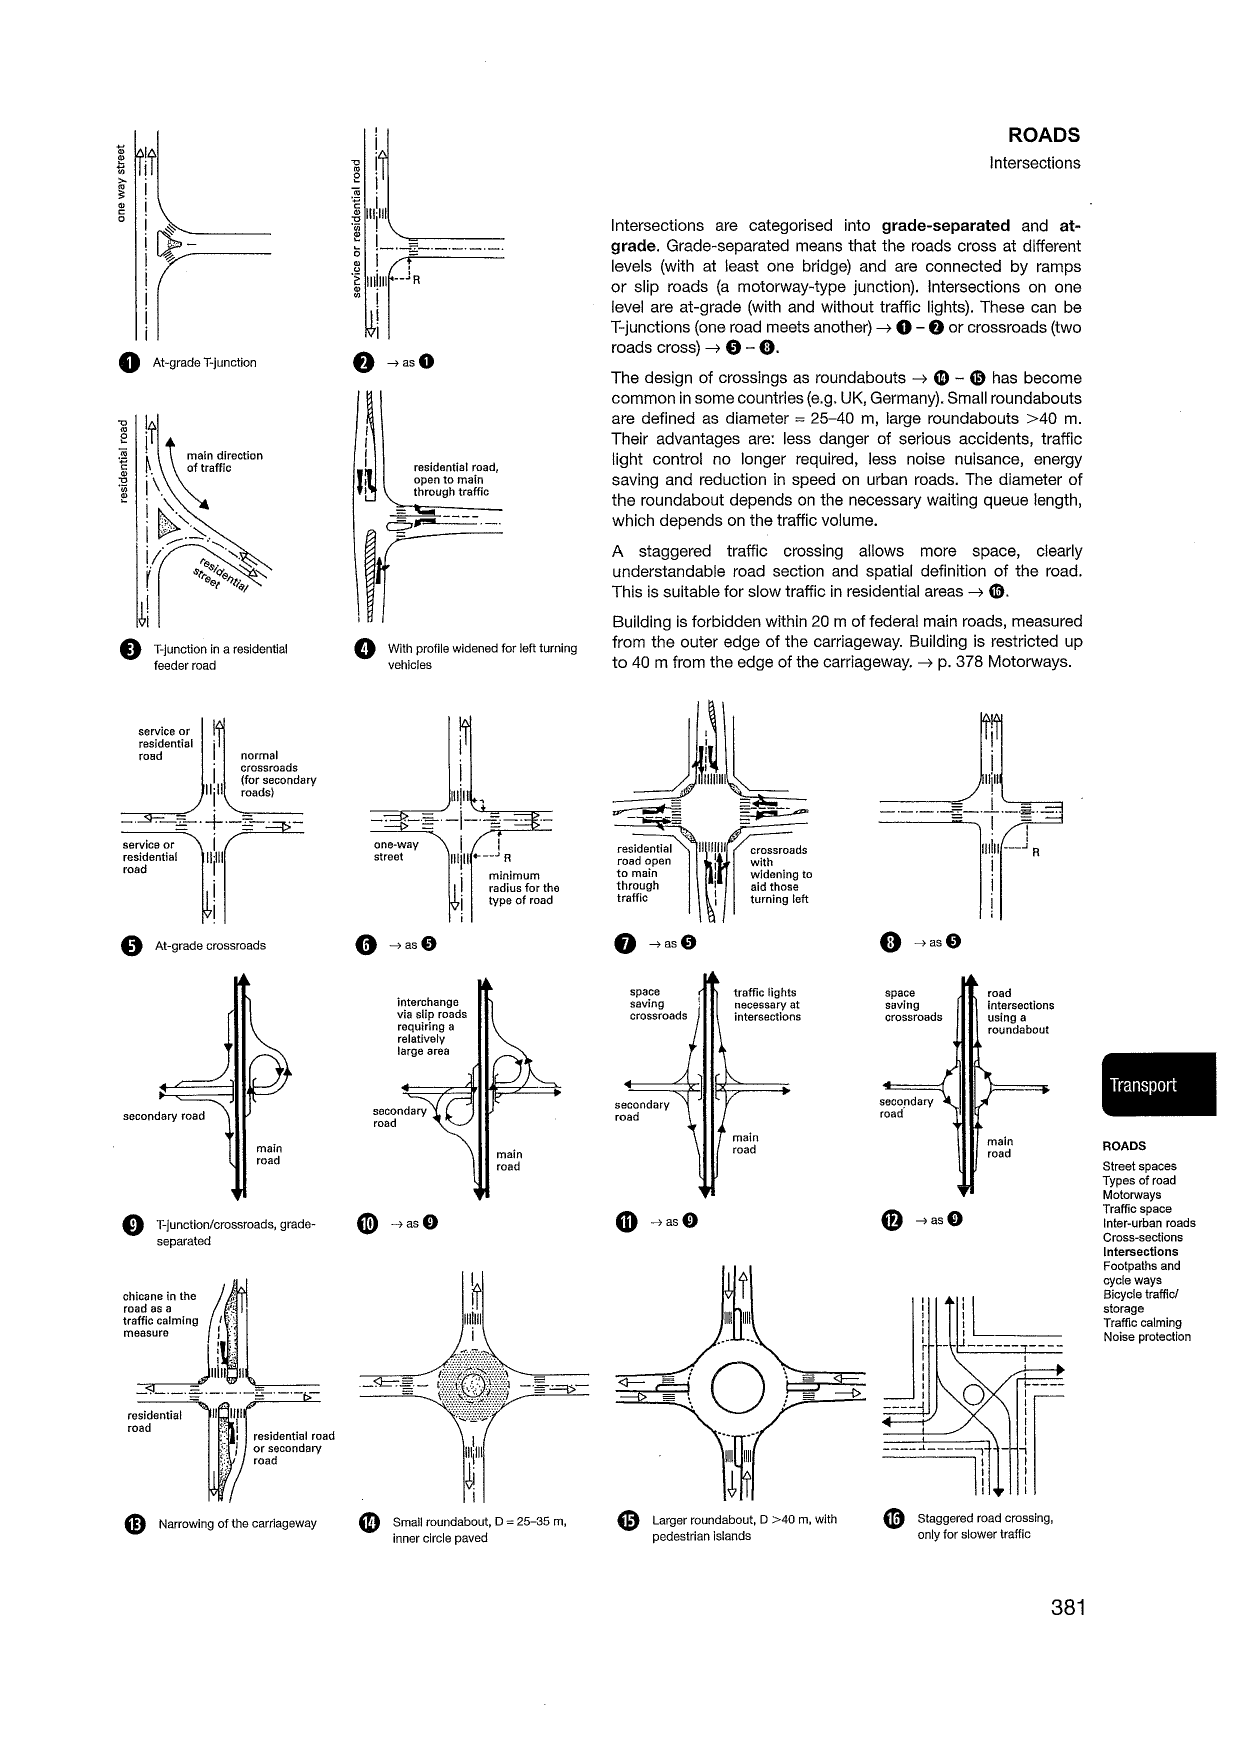 ROADS
Intersections
Intersections are categorised into grade-separated and at-
grade. Grade-separated means that the roads cross at different
levels (with at least one bridge) and are connected by ramps
or slip roads (a motorway-type junction). Intersections on one
level are at-grade (with and without traffic lights). These can be
T-junctions (one road meets another) → 1 – 2 or crossroads (two
roads cross) → 5 – 8.
The design of crossings as roundabouts → 14 – 15 has become
common in some countries (e.g. UK, Germany). Small roundabouts
are defined as diameter = 25–40 m, large roundabouts >40 m.
Their advantages are: less danger of serious accidents, traffic
light control no longer required, less noise nuisance, energy
saving and reduction in speed on urban roads. The diameter of
the roundabout depends on the necessary waiting queue length,
which depends on the traffic volume.
A staggered traffic crossing allows more space, clearly
understandable road section and spatial definition of the road.
This is suitable for slow traffic in residential areas → 16.
Building is forbidden within 20 m of federal main roads, measured
from the outer edge of the carriageway. Building is restricted up
to 40 m from the edge of the carriageway. → p. 378 Motorways.
one way street
1 At-grade T-junction
service or residential road
R
2 → as 1
residential road
main direction
of traffic
residential
street
3 T-junction in a residential
feeder road
residential road,
open to main
through traffic
4 With profile widened for left turning
vehicles
service or
residential
road
normal
crossroads
(for secondary
roads)
service or
residential
road
5 At-grade crossroads
one-way
street
R
minimum
radius for the
type of road
6 → as 5
residential
road open
to main
through
traffic
crossroads
with
widening to
aid those
turning left
7 → as 5
R
8 → as 5
secondary road
main
road
9 T-junction/crossroads, grade-
separated
interchange
via slip roads
requiring a
relatively
large area
secondary
road
main
road
10 → as 9
space
saving
crossroads
traffic lights
necessary at
intersections
secondary
road
main
road
11 → as 9
space
saving
crossroads
road
intersections
using a
roundabout
secondary
road
main
road
12 → as 9
chicane in the
road as a
traffic calming
measure
residential
road
residential road
or secondary
road
13 Narrowing of the carriageway
14 Small roundabout, D = 25–35 m,
inner circle paved
15 Larger roundabout, D >40 m, with
pedestrian islands
16 Staggered road crossing,
only for slower traffic
Transport
ROADS
Street spaces
Types of road
Motorways
Traffic space
Inter-urban roads
Cross-sections
Intersections
Footpaths and
cycle ways
Bicycle traffic/
storage
Traffic calming
Noise protection
381